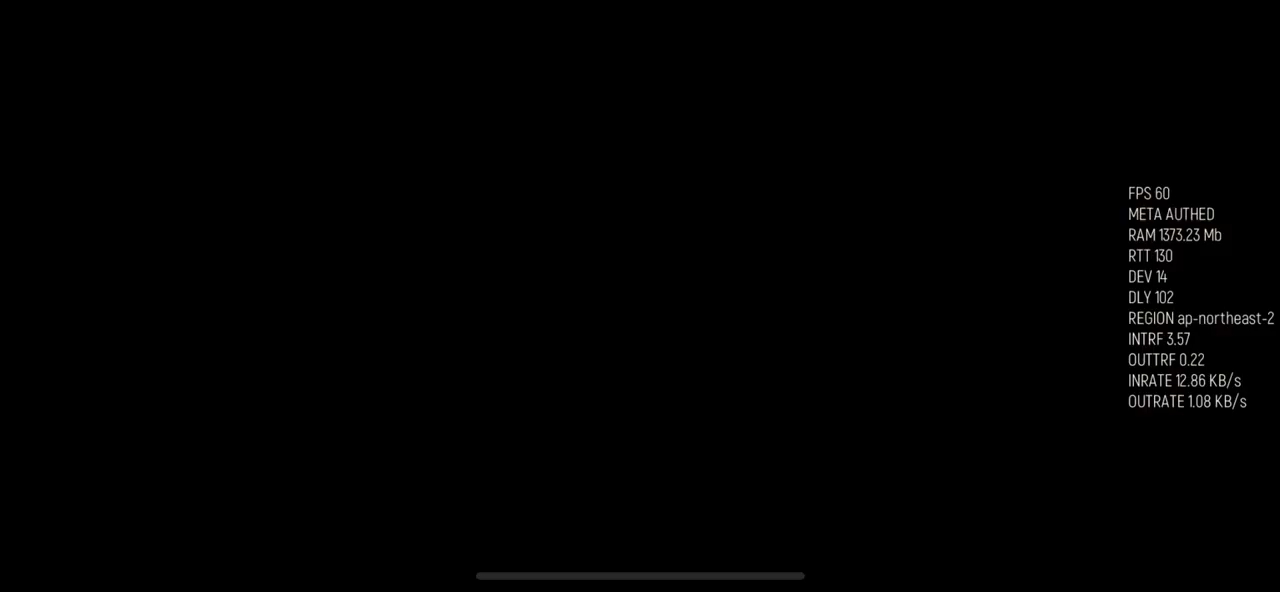 FPS 60
META AUTHED
RAM 1373.23 Mb
RTT 130
DEV 14
DLY 102
REGION ap-northeast-2
INTRF 3.57
OUTTRF 0.22
INRATE 12.86 KB/s
OUTRATE 1.08 KB/s